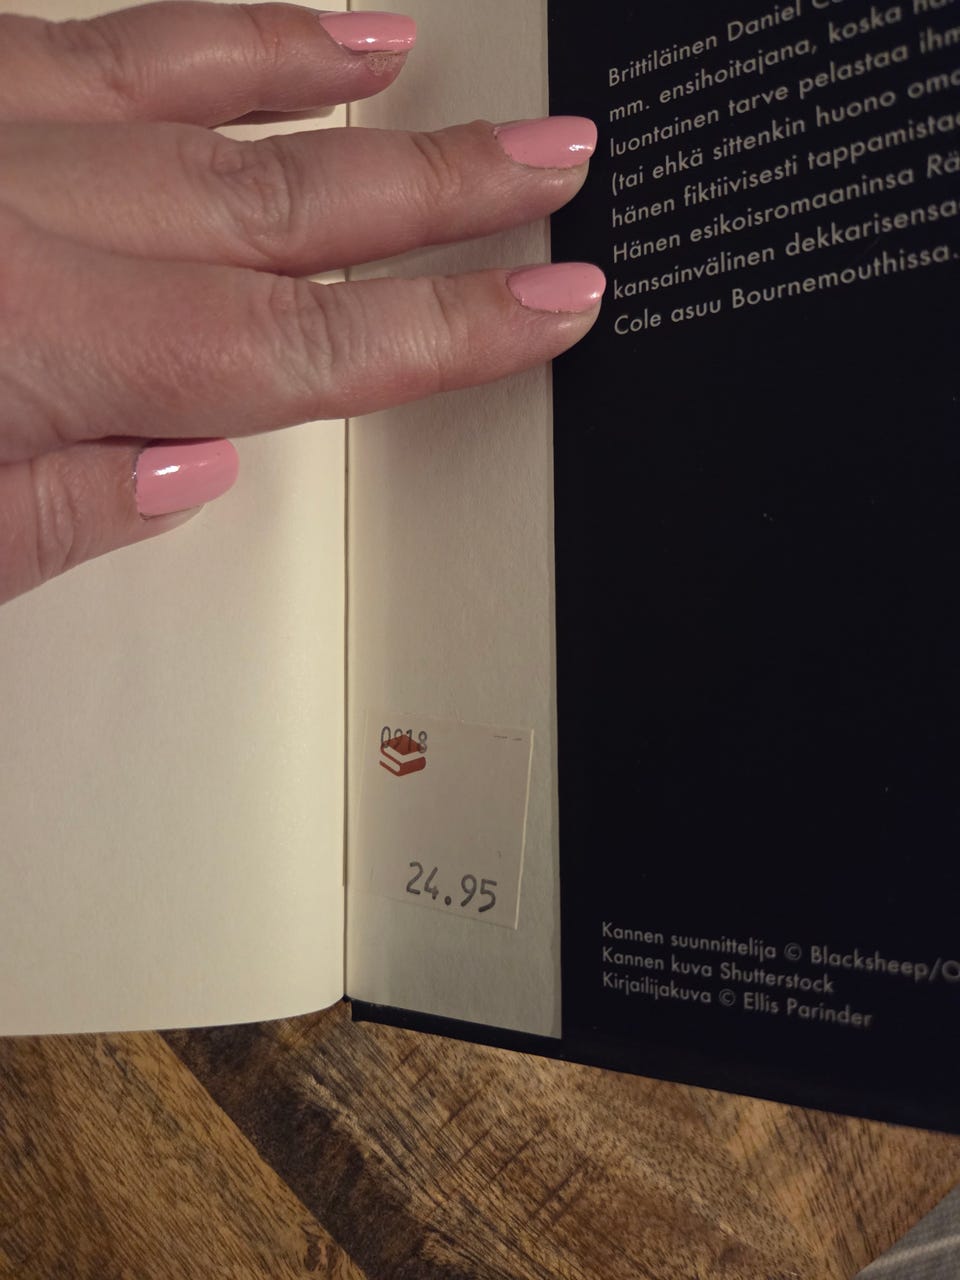 Brittiläinen Daniel
mm. ensihoitajana, koska
luontainen tarve pelastaa
(tai ehkä sittenkin huono
hänen fiktiivisesti
Hänen esikoisromaaninsa
kansainvälinen dekkarisensa
Cole asuu Bournemouthissa.
0918
24.95
Kannen suunnittelija © Blacksheep/O
Kannen kuva Shutterstock
Kirjailijakuva © Ellis Parinder